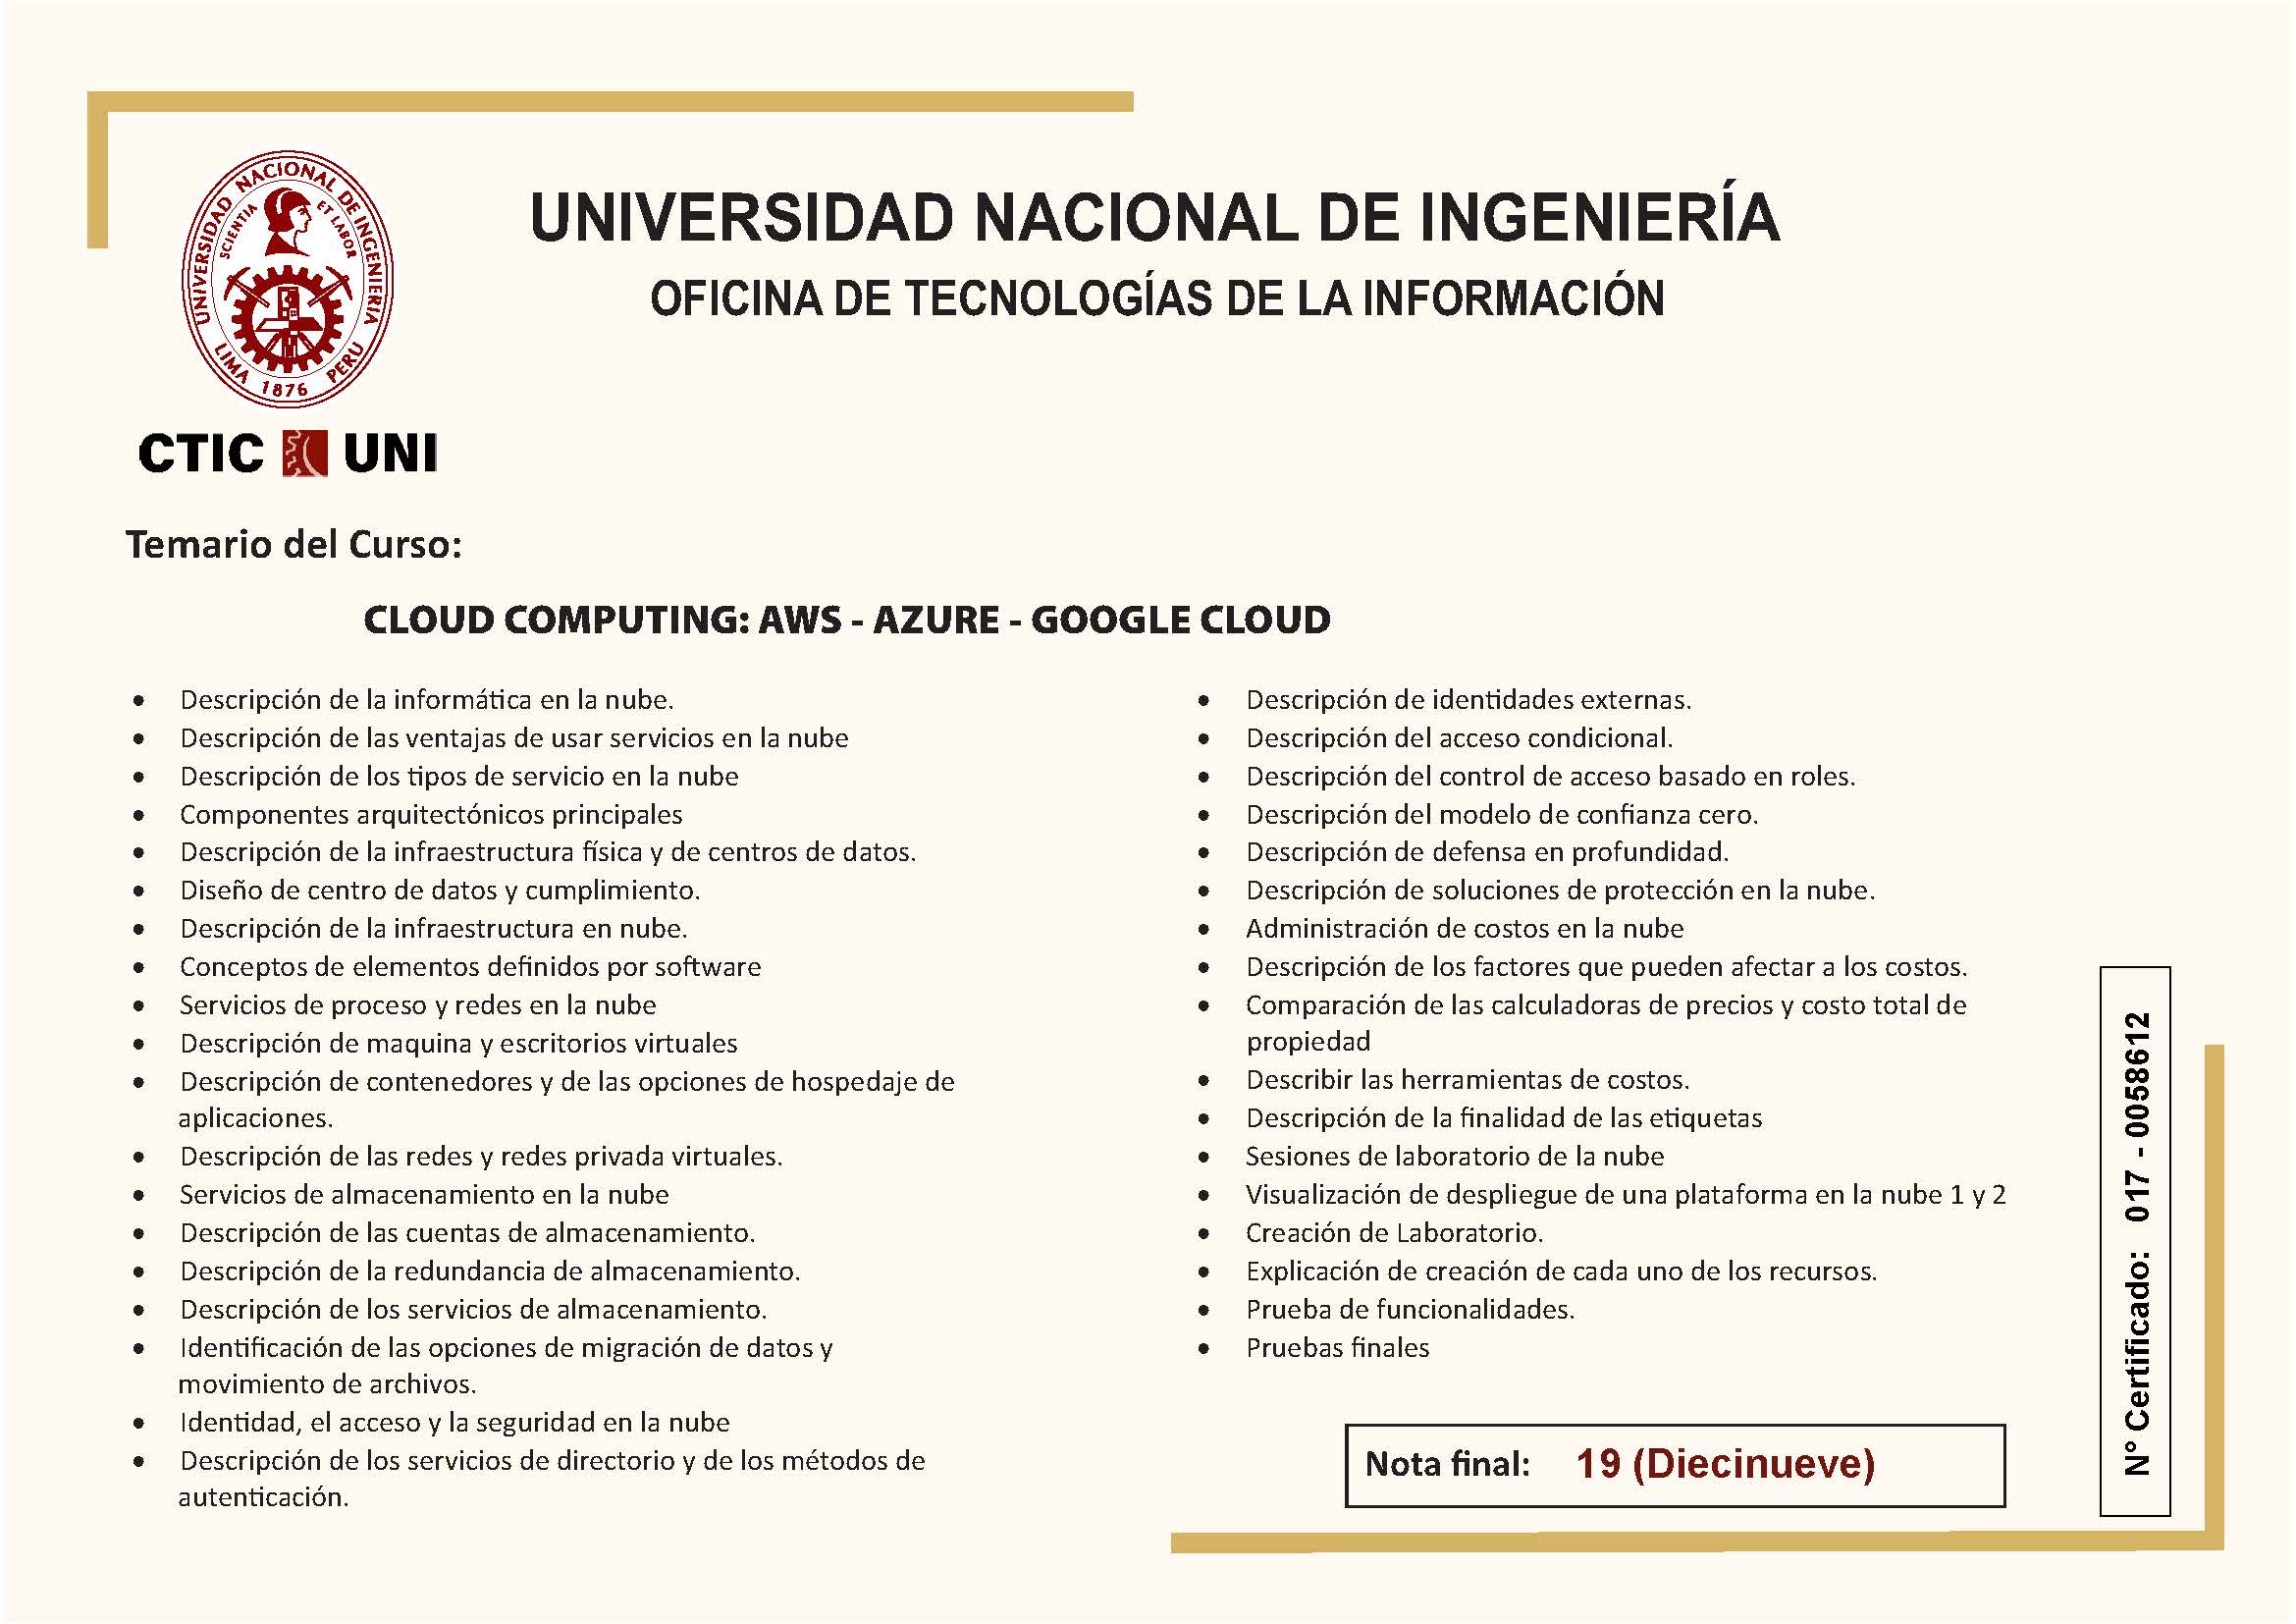 UNIVERSIDAD NACIONAL DE INGENIERIA
SCIENTIA ET LABOR
LIMA 1876 PERU
CTIC UNI
UNIVERSIDAD NACIONAL DE INGENIERÍA
OFICINA DE TECNOLOGÍAS DE LA INFORMACIÓN
Temario del Curso:
CLOUD COMPUTING: AWS - AZURE - GOOGLE CLOUD
• Descripción de la informática en la nube.
• Descripción de las ventajas de usar servicios en la nube
• Descripción de los tipos de servicio en la nube
• Componentes arquitectónicos principales
• Descripción de la infraestructura física y de centros de datos.
• Diseño de centro de datos y cumplimiento.
• Descripción de la infraestructura en nube.
• Conceptos de elementos definidos por software
• Servicios de proceso y redes en la nube
• Descripción de maquina y escritorios virtuales
• Descripción de contenedores y de las opciones de hospedaje de
aplicaciones.
• Descripción de las redes y redes privada virtuales.
• Servicios de almacenamiento en la nube
• Descripción de las cuentas de almacenamiento.
• Descripción de la redundancia de almacenamiento.
• Descripción de los servicios de almacenamiento.
• Identificación de las opciones de migración de datos y
movimiento de archivos.
• Identidad, el acceso y la seguridad en la nube
• Descripción de los servicios de directorio y de los métodos de
autenticación.
• Descripción de identidades externas.
• Descripción del acceso condicional.
• Descripción del control de acceso basado en roles.
• Descripción del modelo de confianza cero.
• Descripción de defensa en profundidad.
• Descripción de soluciones de protección en la nube.
• Administración de costos en la nube
• Descripción de los factores que pueden afectar a los costos.
• Comparación de las calculadoras de precios y costo total de
propiedad
• Describir las herramientas de costos.
• Descripción de la finalidad de las etiquetas
• Sesiones de laboratorio de la nube
• Visualización de despliegue de una plataforma en la nube 1 y 2
• Creación de Laboratorio.
• Explicación de creación de cada uno de los recursos.
• Prueba de funcionalidades.
• Pruebas finales
Nota final: 19 (Diecinueve)
N° Certificado: 017 - 0058612